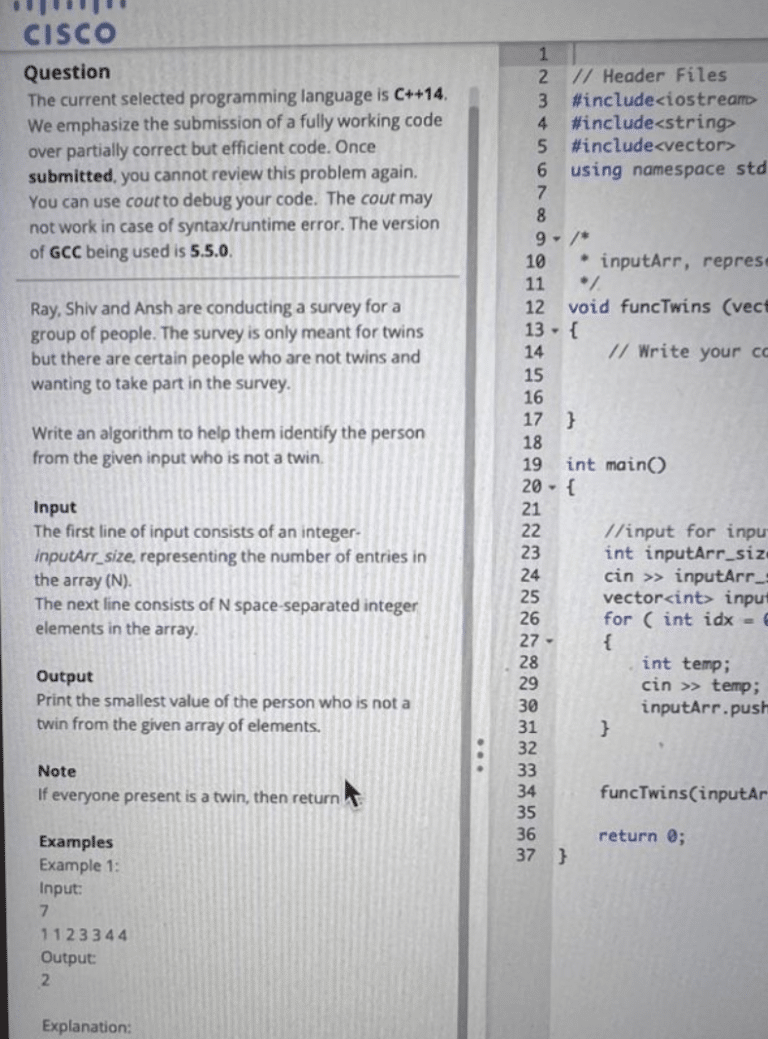 CISCO
Question
The current selected programming language is C++14.
We emphasize the submission of a fully working code
over partially correct but efficient code. Once
submitted, you cannot review this problem again.
You can use cout to debug your code. The cout may
not work in case of syntax/runtime error. The version
of GCC being used is 5.5.0.
Ray, Shiv and Ansh are conducting a survey for a
group of people. The survey is only meant for twins
but there are certain people who are not twins and
wanting to take part in the survey.
Write an algorithm to help them identify the person
from the given input who is not a twin.
Input
The first line of input consists of an integer-
inputArr_size, representing the number of entries in
the array (N).
The next line consists of N space-separated integer
elements in the array.
Output
Print the smallest value of the person who is not a
twin from the given array of elements.
Note
If everyone present is a twin, then return
Examples
Example 1:
Input:
7
1 1 2 3 3 4 4
Output:
2
Explanation:
1
2 // Header Files
3 #include<iostream>
4 #include<string>
5 #include<vector>
6 using namespace std
7
8
9 /*
10 * inputArr, repres
11 */
12 void funcTwins (vect
13 {
14 // Write your co
15
16
17 }
18
19 int main()
20 {
21
22 //input for inpu
23 int inputArr_siz
24 cin >> inputArr_
25 vector<int> input
26 for ( int idx =
27 {
28 int temp;
29 cin >> temp;
30 inputArr.push
31 }
32
33
34 funcTwins(inputAr
35
36 return 0;
37 }